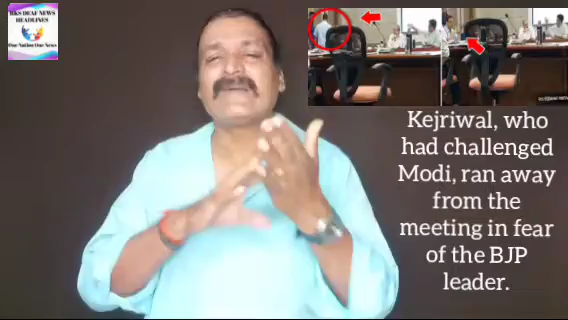 RKS DEAF NEWS
HEADLINES
One Nation One News
Kejriwal, who
had challenged
Modi, ran away
from the
meeting in fear
of the BJP
leader.